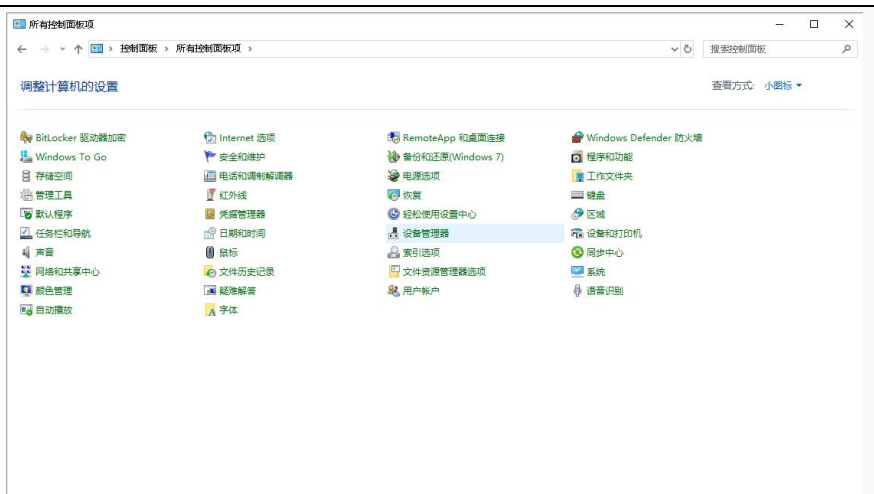 所有控制面板项
控制面板 › 所有控制面板项 › 搜索控制面板
调整计算机的设置 查看方式: 小图标
BitLocker 驱动器加密 Internet 选项 RemoteApp 和桌面连接 Windows Defender 防火墙
Windows To Go 安全和维护 备份和还原(Windows 7) 程序和功能
存储空间 电话和调制解调器 电源选项 工作文件夹
管理工具 红外线 恢复 键盘
默认程序 凭据管理器 轻松使用设置中心 区域
任务栏和导航 日期和时间 设备管理器 设备和打印机
声音 鼠标 索引选项 同步中心
网络和共享中心 文件历史记录 文件资源管理器选项 系统
颜色管理 疑难解答 用户帐户 语音识别
自动播放 字体